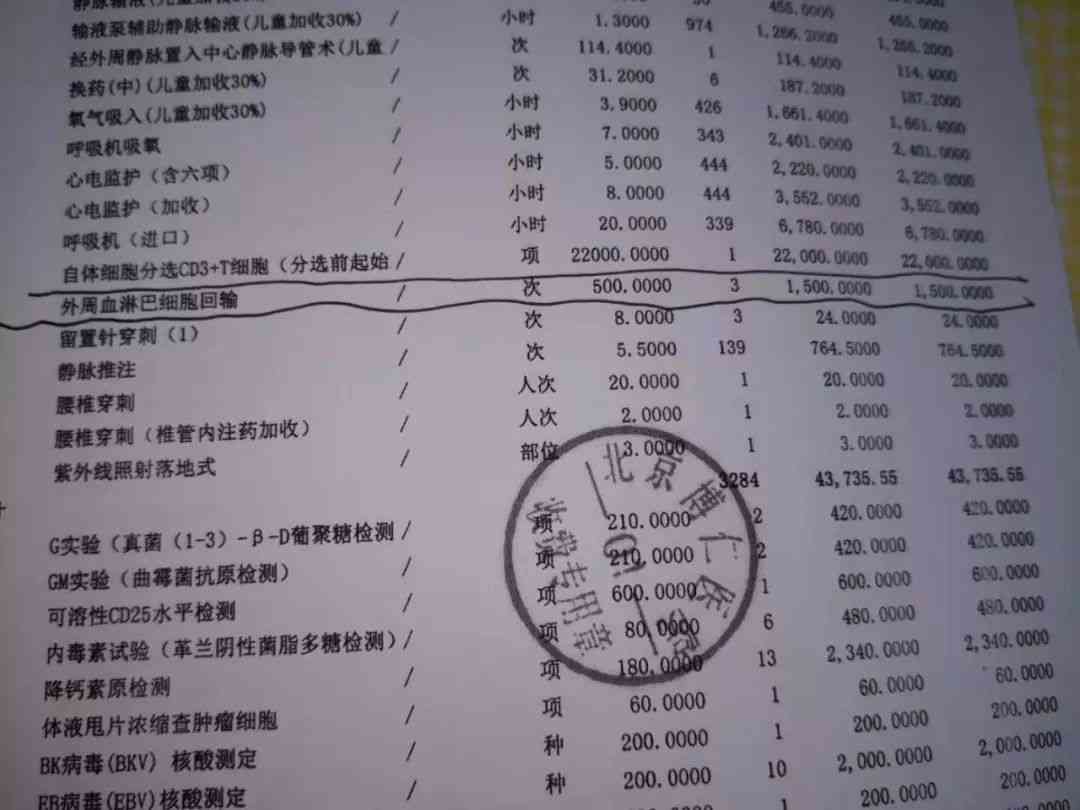 静脉输液(儿童加收30%) / 455.0000 455.0000
输液泵辅助静脉输液(儿童加收30%) / 小时 1.3000 974 1,266.2000 1,266.2000
经外周静脉置入中心静脉导管术(儿童 / 次 114.4000 1 114.4000 114.4000
换药(中)(儿童加收30%) / 次 31.2000 6 187.2000 187.2000
氧气吸入(儿童加收30%) / 小时 3.9000 426 1,661.4000 1,661.4000
呼吸机吸氧 / 小时 7.0000 343 2,401.0000 2,401.0000
心电监护（含六项） / 小时 5.0000 444 2,220.0000 2,220.0000
心电监护（加收） / 小时 8.0000 444 3,552.0000 3,552.0000
呼吸机（进口） / 小时 20.0000 339 6,780.0000 6,780.0000
自体细胞分选CD3+T细胞（分选前起始 / 项 22000.0000 1 22,000.0000 22,000.0000
外周血淋巴细胞回输 / 次 500.0000 3 1,500.0000 1,500.0000
留置针穿刺（1） / 次 8.0000 3 24.0000 24.0000
静脉推注 / 次 5.5000 139 764.5000 764.5000
腰椎穿刺 / 人次 20.0000 1 20.0000 20.0000
腰椎穿刺（椎管内注药加收） / 人次 2.0000 1 2.0000 2.0000
紫外线照射落地式 / 部位 3.0000 1 3.0000 3.0000
3284 43,735.55 43,735.55
G实验（真菌（1-3）-β-D葡聚糖检测 / 项 210.0000 2 420.0000 420.0000
GM实验（曲霉菌抗原检测） / 项 210.0000 2 420.0000 420.0000
可溶性CD25水平检测 / 项 600.0000 1 600.0000 600.0000
内毒素试验（革兰阴性菌脂多糖检测） / 项 80.0000 6 480.0000 480.0000
降钙素原检测 / 项 180.0000 13 2,340.0000 2,340.0000
体液甩片浓缩查肿瘤细胞 / 项 60.0000 1 60.0000 60.0000
BK病毒(BKV) 核酸测定 / 种 200.0000 1 200.0000 200.0000
EB病毒(EBV)核酸测定 / 种 200.0000 10 2,000.0000 2,000.0000
1 200.0000 200.0000
北京博仁医院
收费专用章